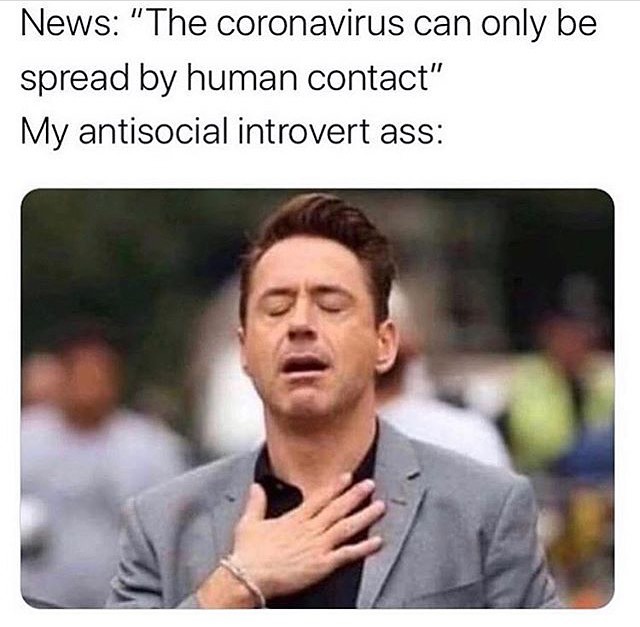 News: "The coronavirus can only be
spread by human contact"
My antisocial introvert ass: